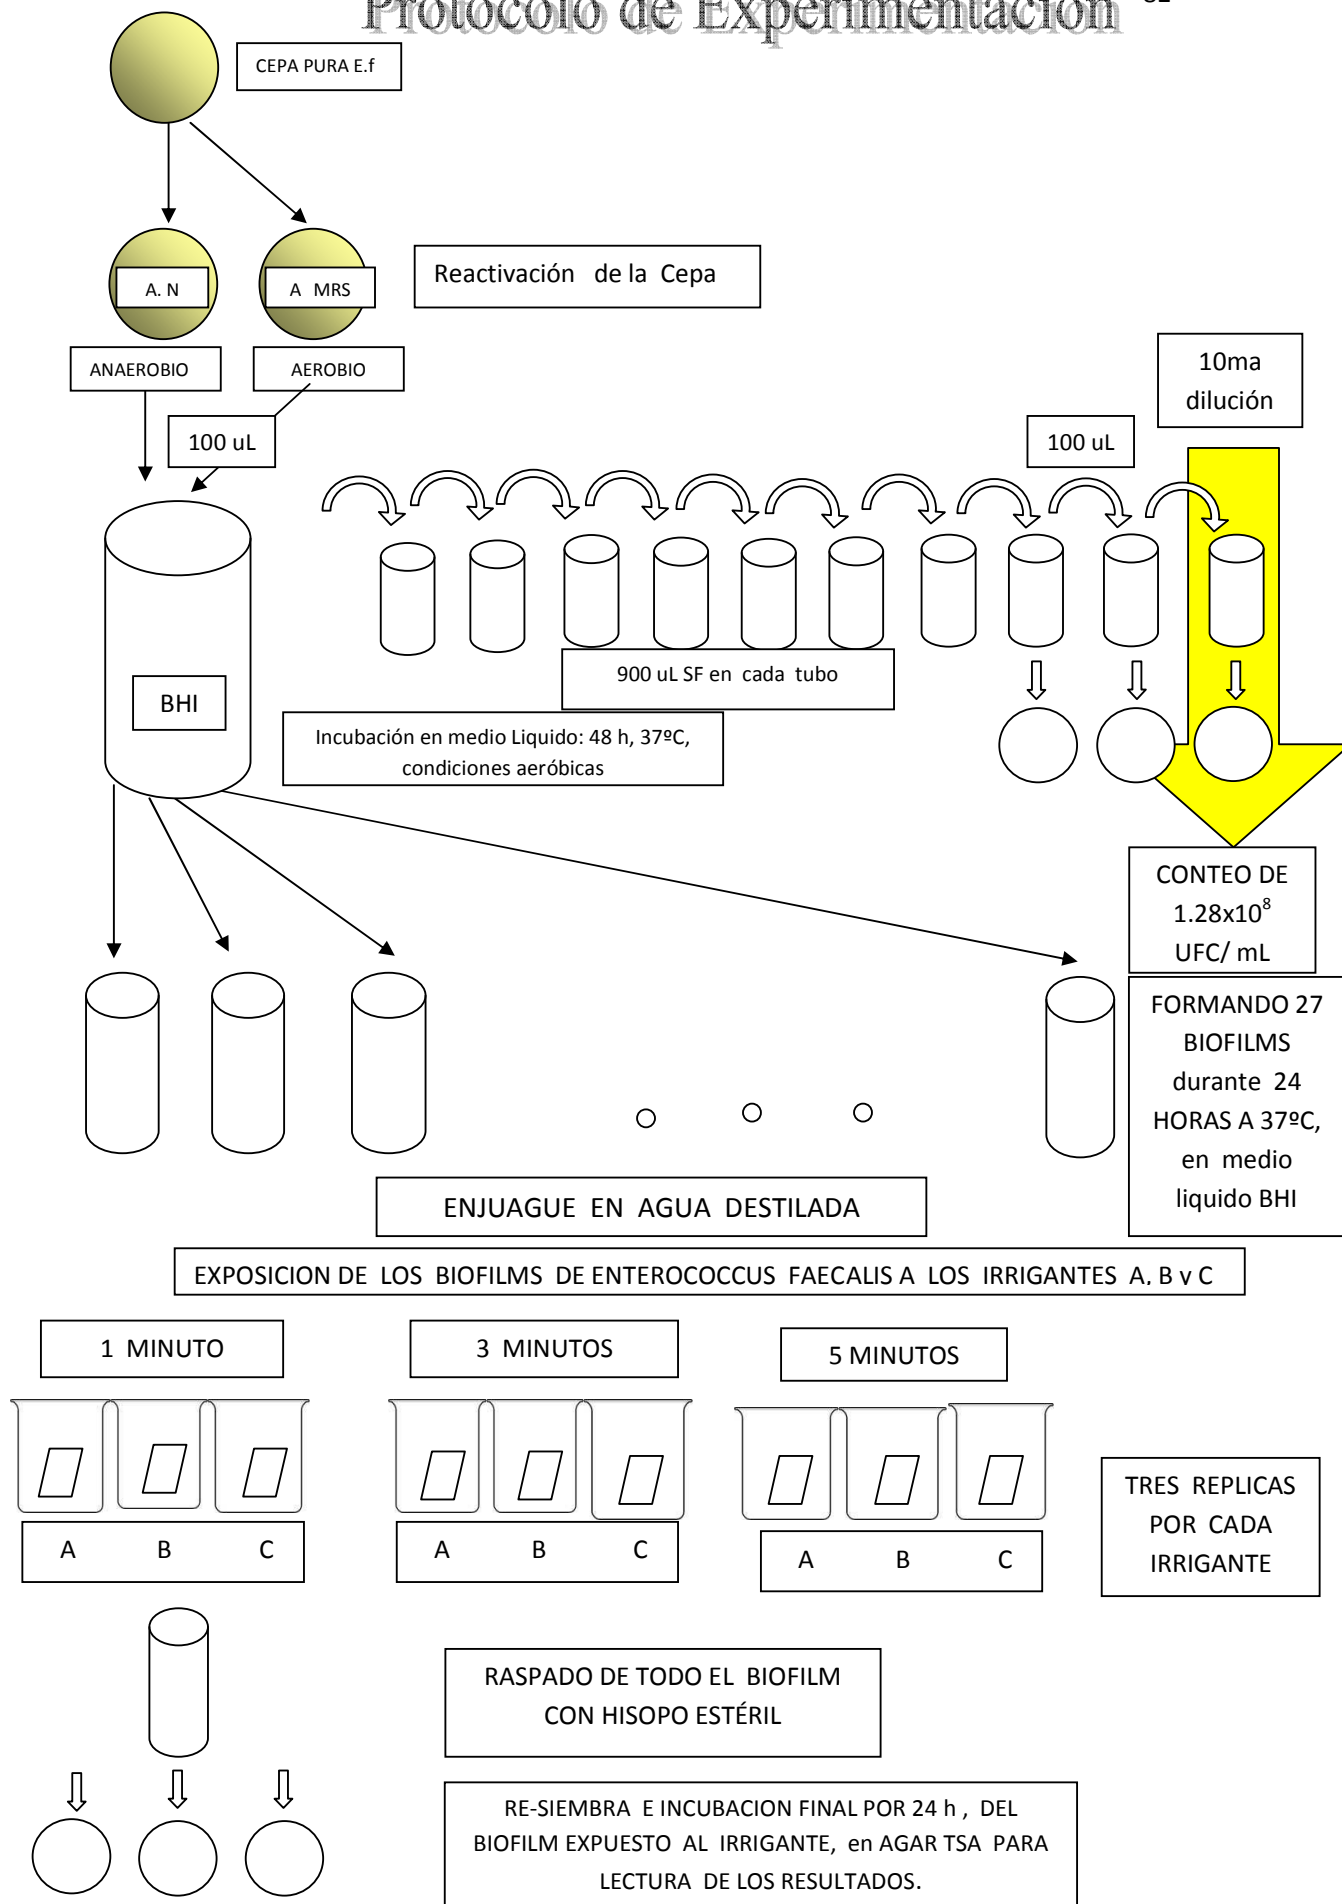 Protocolo de Experimentación
CEPA PURA E.f
A. N
A MRS
Reactivación de la Cepa
ANAEROBIO
AEROBIO
10ma
dilución
100 uL
100 uL
900 uL SF en cada tubo
BHI
Incubación en medio Liquido: 48 h, 37ºC,
condiciones aeróbicas
CONTEO DE
1.28x10⁸
UFC/ mL
FORMANDO 27
BIOFILMS
durante 24
HORAS A 37ºC,
en medio
liquido BHI
ENJUAGUE EN AGUA DESTILADA
EXPOSICION DE LOS BIOFILMS DE ENTEROCOCCUS FAECALIS A LOS IRRIGANTES A, B y C
1 MINUTO
3 MINUTOS
5 MINUTOS
A B C
A B C
A B C
TRES REPLICAS
POR CADA
IRRIGANTE
RASPADO DE TODO EL BIOFILM
CON HISOPO ESTÉRIL
RE-SIEMBRA E INCUBACION FINAL POR 24 h , DEL
BIOFILM EXPUESTO AL IRRIGANTE, en AGAR TSA PARA
LECTURA DE LOS RESULTADOS.